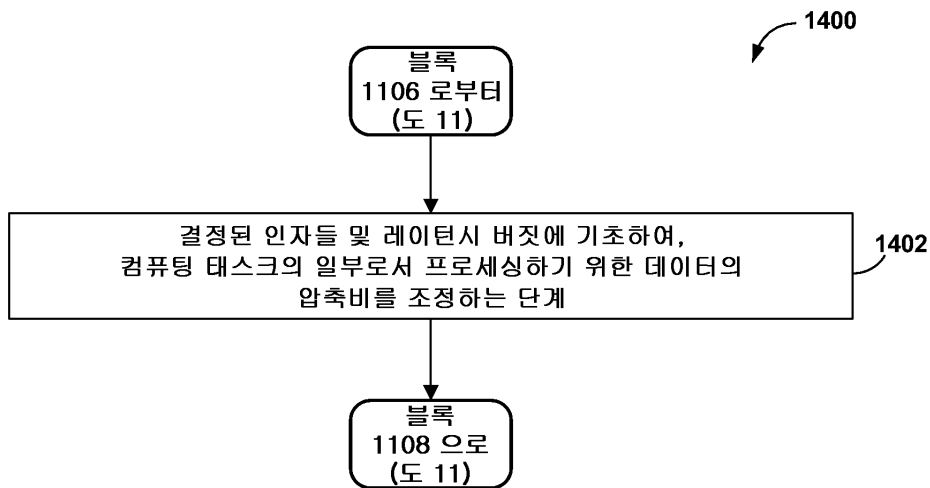 1400
블록
1106 로부터
(도 11)
결정된 인자들 및 레이턴시 버짓에 기초하여,
컴퓨팅 태스크의 일부로서 프로세싱하기 위한 데이터의
압축비를 조정하는 단계
1402
블록
1108 으로
(도 11)